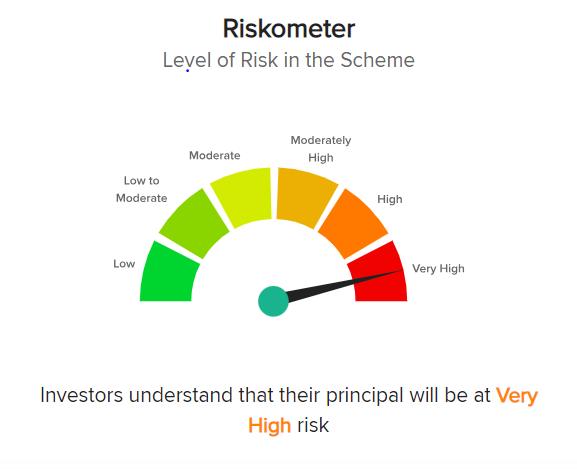 Riskometer
Level of Risk in the Scheme
Moderately
High
Moderate
Low to
Moderate
High
Low
Very High
Investors understand that their principal will be at Very
High risk